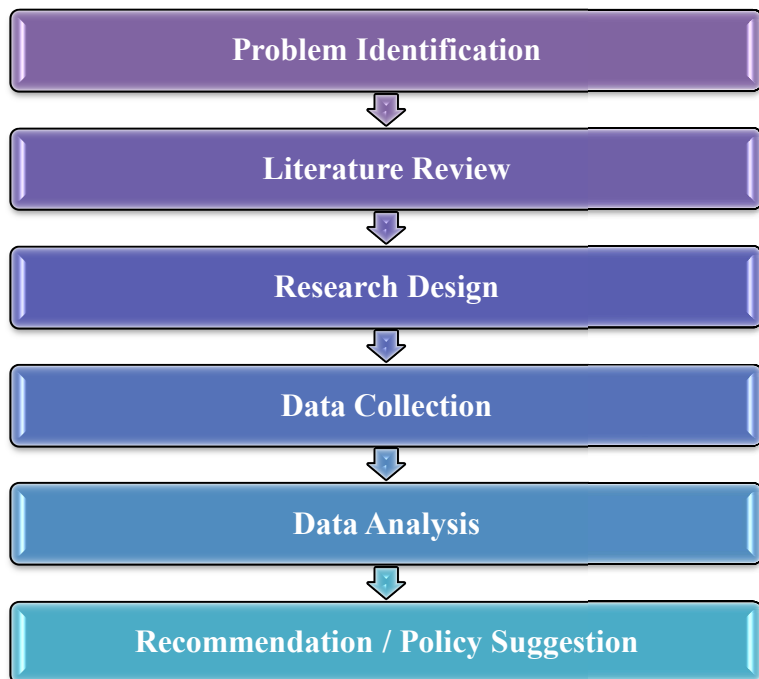 Problem Identification
Literature Review
Research Design
Data Collection
Data Analysis
Recommendation / Policy Suggestion